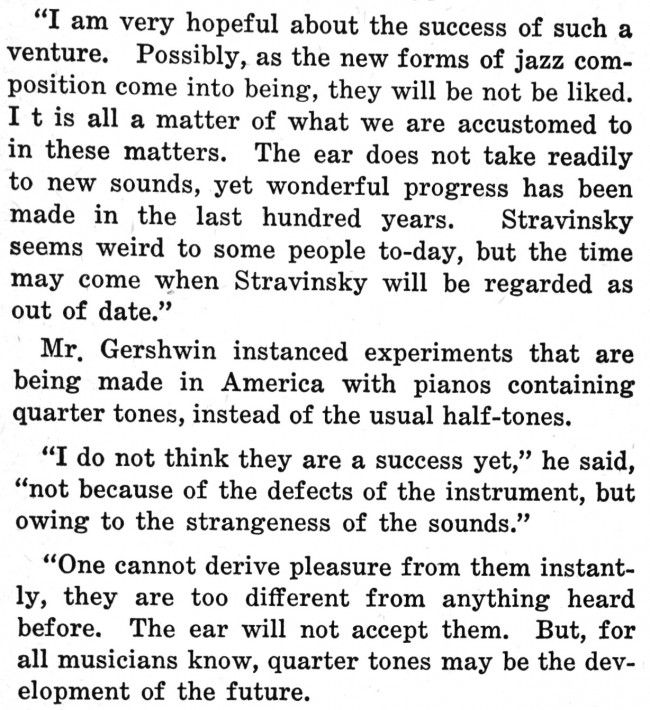 “I am very hopeful about the success of such a
venture. Possibly, as the new forms of jazz com-
position come into being, they will be not be liked.
I t is all a matter of what we are accustomed to
in these matters. The ear does not take readily
to new sounds, yet wonderful progress has been
made in the last hundred years. Stravinsky
seems weird to some people to-day, but the time
may come when Stravinsky will be regarded as
out of date.”
Mr. Gershwin instanced experiments that are
being made in America with pianos containing
quarter tones, instead of the usual half-tones.
“I do not think they are a success yet,” he said,
“not because of the defects of the instrument, but
owing to the strangeness of the sounds.”
“One cannot derive pleasure from them instant-
ly, they are too different from anything heard
before. The ear will not accept them. But, for
all musicians know, quarter tones may be the dev-
elopment of the future.